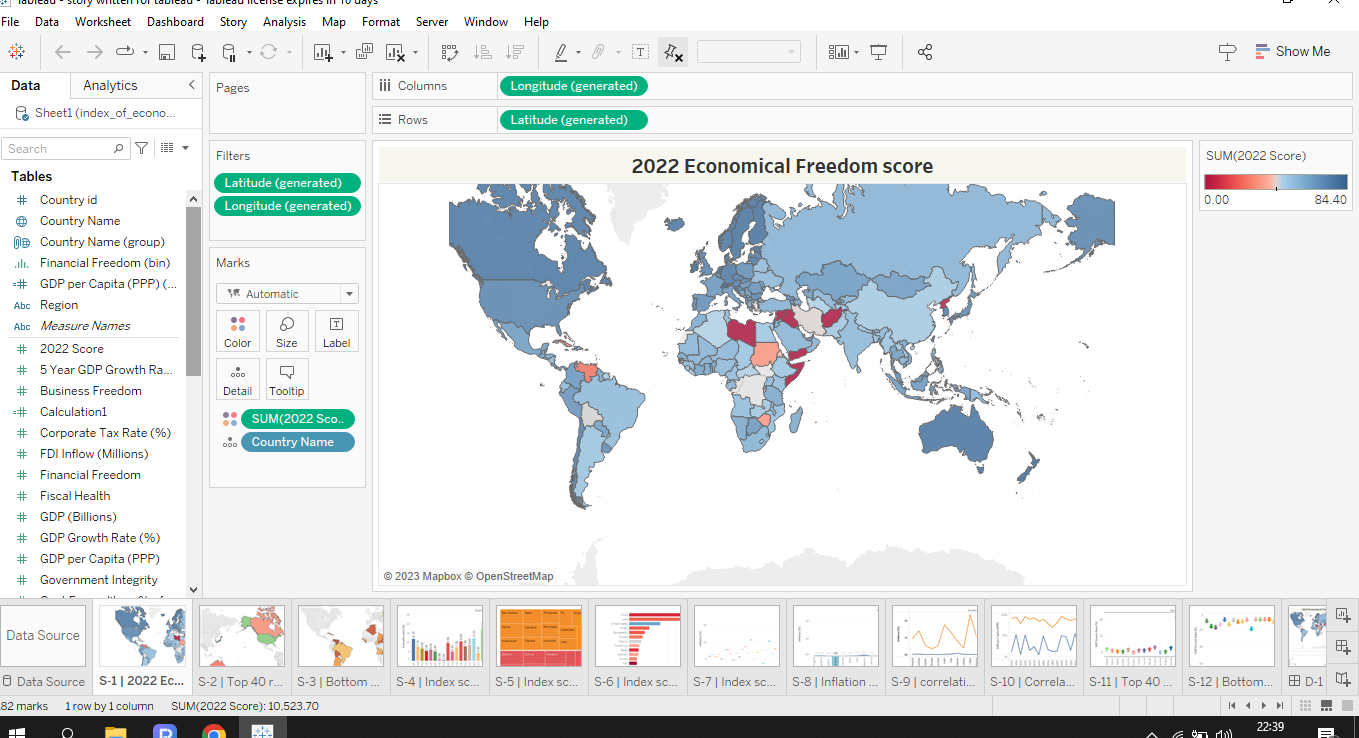 Tableau - story written for tableau - Tableau license expires in 10 days
File Data Worksheet Dashboard Story Analysis Map Format Server Window Help
Show Me
Data Analytics
Sheet1 (index_of_econo...
Search
Tables
Country id
Country Name
Country Name (group)
Financial Freedom (bin)
GDP per Capita (PPP) (...
Abc Region
Abc Measure Names
2022 Score
5 Year GDP Growth Ra...
Business Freedom
Calculation1
Corporate Tax Rate (%)
FDI Inflow (Millions)
Financial Freedom
Fiscal Health
GDP (Billions)
GDP Growth Rate (%)
GDP per Capita (PPP)
Government Integrity
Pages
Filters
Latitude (generated)
Longitude (generated)
Marks
Automatic
Color Size Label
Detail Tooltip
SUM(2022 Sco..
Country Name
Columns Longitude (generated)
Rows Latitude (generated)
2022 Economical Freedom score
© 2023 Mapbox © OpenStreetMap
SUM(2022 Score)
0.00 84.40
Data Source
Data Source S-1 | 2022 Ec... S-2 | Top 40 r... S-3 | Bottom ... S-4 | Index sc... S-5 | Index sc... S-6 | Index sc... S-7 | Index sc... S-8 | Inflation ... S-9 | correlati... S-10 | Correla... S-11 | Top 40 ... S-12 | Bottom... D-1
82 marks 1 row by 1 column SUM(2022 Score): 10,523.70
22:39